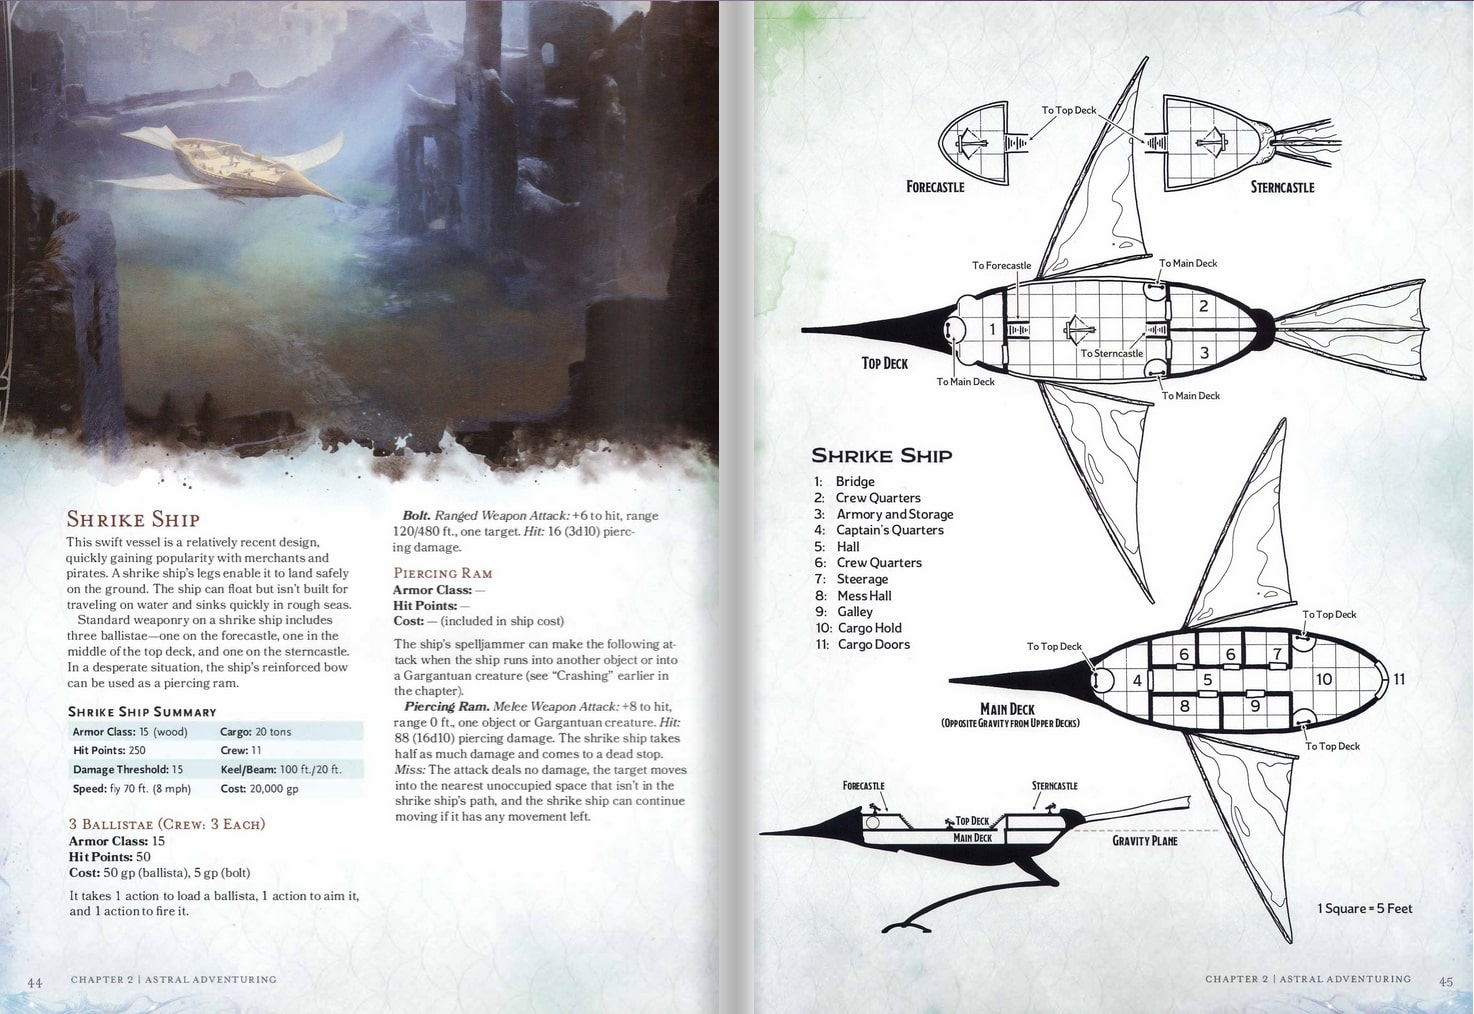 SHRIKE SHIP
This swift vessel is a relatively recent design,
quickly gaining popularity with merchants and
pirates. A shrike ship's legs enable it to land safely
on the ground. The ship can float but isn't built for
traveling on water and sinks quickly in rough seas.
Standard weaponry on a shrike ship includes
three ballistae—one on the forecastle, one in the
middle of the top deck, and one on the sterncastle.
In a desperate situation, the ship's reinforced bow
can be used as a piercing ram.
SHRIKE SHIP SUMMARY
Armor Class: 15 (wood) Cargo: 20 tons
Hit Points: 250 Crew: 11
Damage Threshold: 15 Keel/Beam: 100 ft./20 ft.
Speed: fly 70 ft. (8 mph) Cost: 20,000 gp
3 BALLISTAE (CREW: 3 EACH)
Armor Class: 15
Hit Points: 50
Cost: 50 gp (ballista), 5 gp (bolt)
It takes 1 action to load a ballista, 1 action to aim it,
and 1 action to fire it.
Bolt. Ranged Weapon Attack: +6 to hit, range
120/480 ft., one target. Hit: 16 (3d10) pierc-
ing damage.
PIERCING RAM
Armor Class: —
Hit Points: —
Cost: — (included in ship cost)
The ship's spelljammer can make the following at-
tack when the ship runs into another object or into
a Gargantuan creature (see "Crashing" earlier in
the chapter).
Piercing Ram. Melee Weapon Attack: +8 to hit,
range 0 ft., one object or Gargantuan creature. Hit:
88 (16d10) piercing damage. The shrike ship takes
half as much damage and comes to a dead stop.
Miss: The attack deals no damage, the target moves
into the nearest unoccupied space that isn't in the
shrike ship's path, and the shrike ship can continue
moving if it has any movement left.
44 CHAPTER 2 | ASTRAL ADVENTURING
To Top Deck
FORECASTLE
STERNCASTLE
To Forecastle
To Main Deck
1
2
3
To Sterncastle
TOP DECK
To Main Deck
To Main Deck
SHRIKE SHIP
1: Bridge
2: Crew Quarters
3: Armory and Storage
4: Captain's Quarters
5: Hall
6: Crew Quarters
7: Steerage
8: Mess Hall
9: Galley
10: Cargo Hold
11: Cargo Doors
To Top Deck
To Top Deck
6 6 7
4 5 10 11
8 9
MAIN DECK
(OPPOSITE GRAVITY FROM UPPER DECKS)
To Top Deck
FORECASTLE
STERNCASTLE
TOP DECK
MAIN DECK
GRAVITY PLANE
1 Square = 5 Feet
CHAPTER 2 | ASTRAL ADVENTURING 45